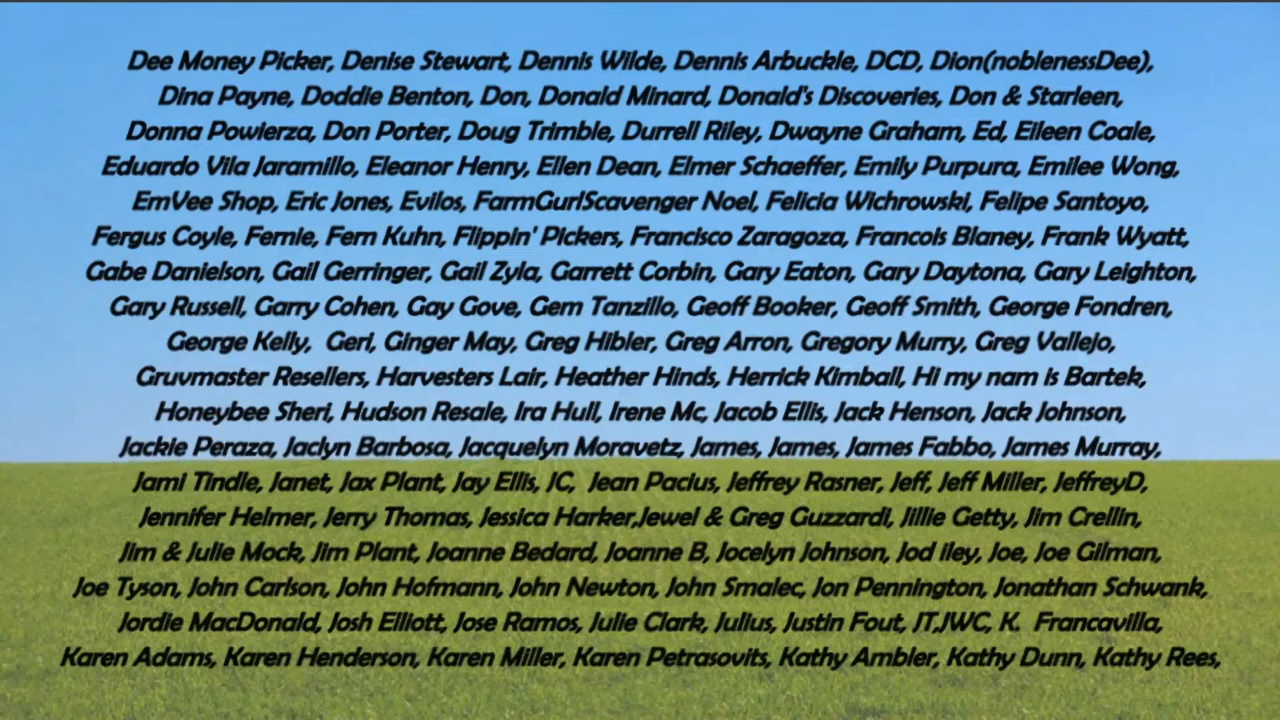 Dee Money Picker, Denise Stewart, Dennis Wilde, Dennis Arbuckle, DCD, Dion(noblenessDee),
Dina Payne, Doddie Benton, Don, Donald Minard, Donald's Discoveries, Don & Starleen,
Donna Powierza, Don Porter, Doug Trimble, Durrell Riley, Dwayne Graham, Ed, Eileen Coale,
Eduardo Vila Jaramillo, Eleanor Henry, Ellen Dean, Elmer Schaeffer, Emily Purpura, Emilee Wong,
EmVee Shop, Eric Jones, Evilos, FarmGurlScavenger Noel, Felicia Wichrowski, Felipe Santoyo,
Fergus Coyle, Fernie, Fern Kuhn, Flippin' Pickers, Francisco Zaragoza, Francois Blaney, Frank Wyatt,
Gabe Danielson, Gail Gerringer, Gail Zyla, Garrett Corbin, Gary Eaton, Gary Daytona, Gary Leighton,
Gary Russell, Garry Cohen, Gay Gove, Gem Tanzillo, Geoff Booker, Geoff Smith, George Fondren,
George Kelly,  Geri, Ginger May, Greg Hibler, Greg Arron, Gregory Murry, Greg Vallejo,
Gruvmaster Resellers, Harvesters Lair, Heather Hinds, Herrick Kimball, Hi my nam is Bartek,
Honeybee Sheri, Hudson Resale, Ira Hull, Irene Mc, Jacob Ellis, Jack Henson, Jack Johnson,
Jackie Peraza, Jaclyn Barbosa, Jacquelyn Moravetz, James, James, James Fabbo, James Murray,
Jami Tindle, Janet, Jax Plant, Jay Ellis, JC,  Jean Pacius, Jeffrey Rasner, Jeff, Jeff Miller, JeffreyD,
Jennifer Helmer, Jerry Thomas, Jessica Harker,Jewel & Greg Guzzardi, Jillie Getty, Jim Crellin,
Jim & Julie Mock, Jim Plant, Joanne Bedard, Joanne B, Jocelyn Johnson, Jod iley, Joe, Joe Gilman,
Joe Tyson, John Carlson, John Hofmann, John Newton, John Smalec, Jon Pennington, Jonathan Schwank,
Jordie MacDonald, Josh Elliott, Jose Ramos, Julie Clark, Julius, Justin Fout, JT,JWC, K.  Francavilla,
Karen Adams, Karen Henderson, Karen Miller, Karen Petrasovits, Kathy Ambler, Kathy Dunn, Kathy Rees,